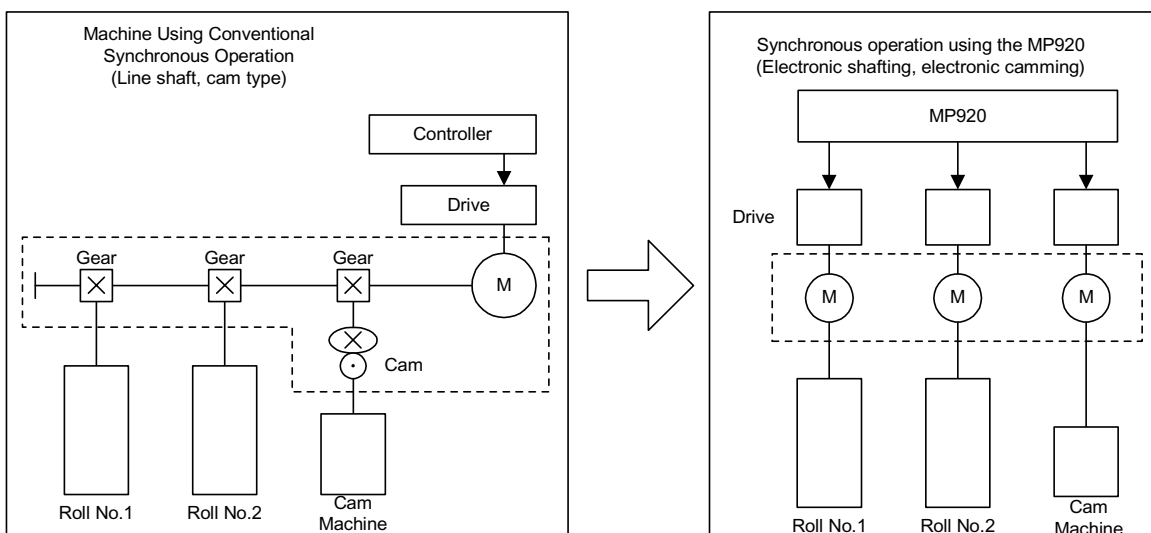 Machine Using Conventional
Synchronous Operation
(Line shaft, cam type)
Controller
Drive
Gear
Gear
Gear
M
Cam
Roll No.1
Roll No.2
Cam
Machine
Synchronous operation using the MP920
(Electronic shafting, electronic camming)
MP920
Drive
M
M
M
Roll No.1
Roll No.2
Cam
Machine